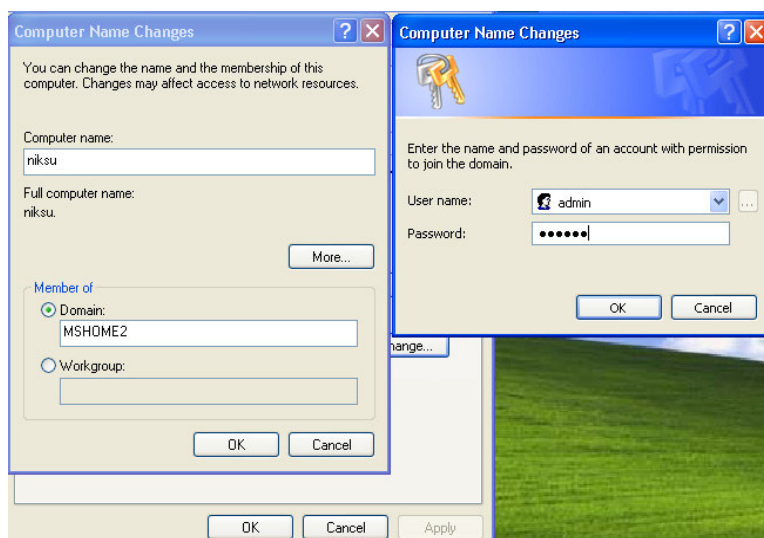 Computer Name Changes
You can change the name and the membership of this
computer. Changes may affect access to network resources.
Computer name:
niksu
Full computer name:
niksu.
More...
Member of
Domain:
MSHOME2
Workgroup:
OK Cancel
Computer Name Changes
Enter the name and password of an account with permission
to join the domain.
User name: admin ...
Password: ●●●●●●
OK Cancel
hange...
OK Cancel Apply